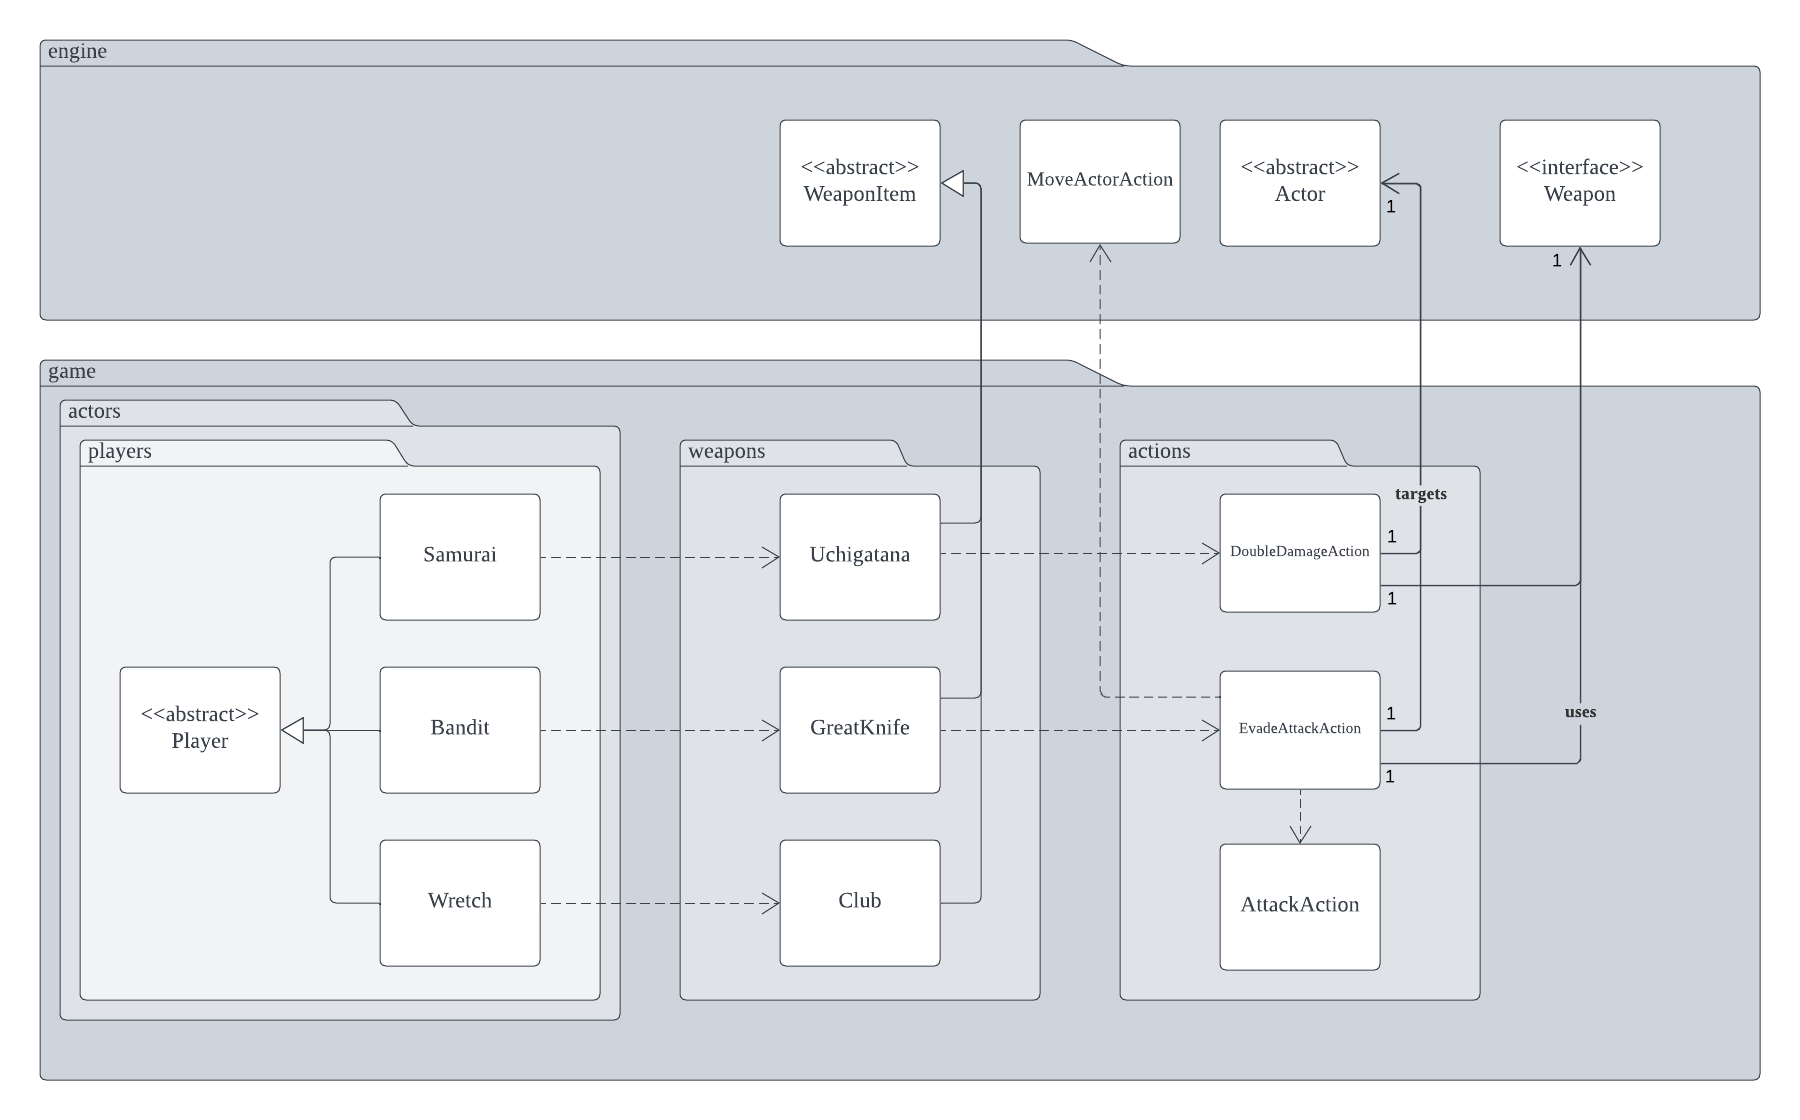 engine
<<abstract>>
WeaponItem
MoveActorAction
<<abstract>>
Actor
1
<<interface>>
Weapon
1
game
actors
players
weapons
actions
Samurai
Uchigatana
targets
DoubleDamageAction
1
1
<<abstract>>
Player
Bandit
GreatKnife
EvadeAttackAction
1
1
uses
Wretch
Club
AttackAction